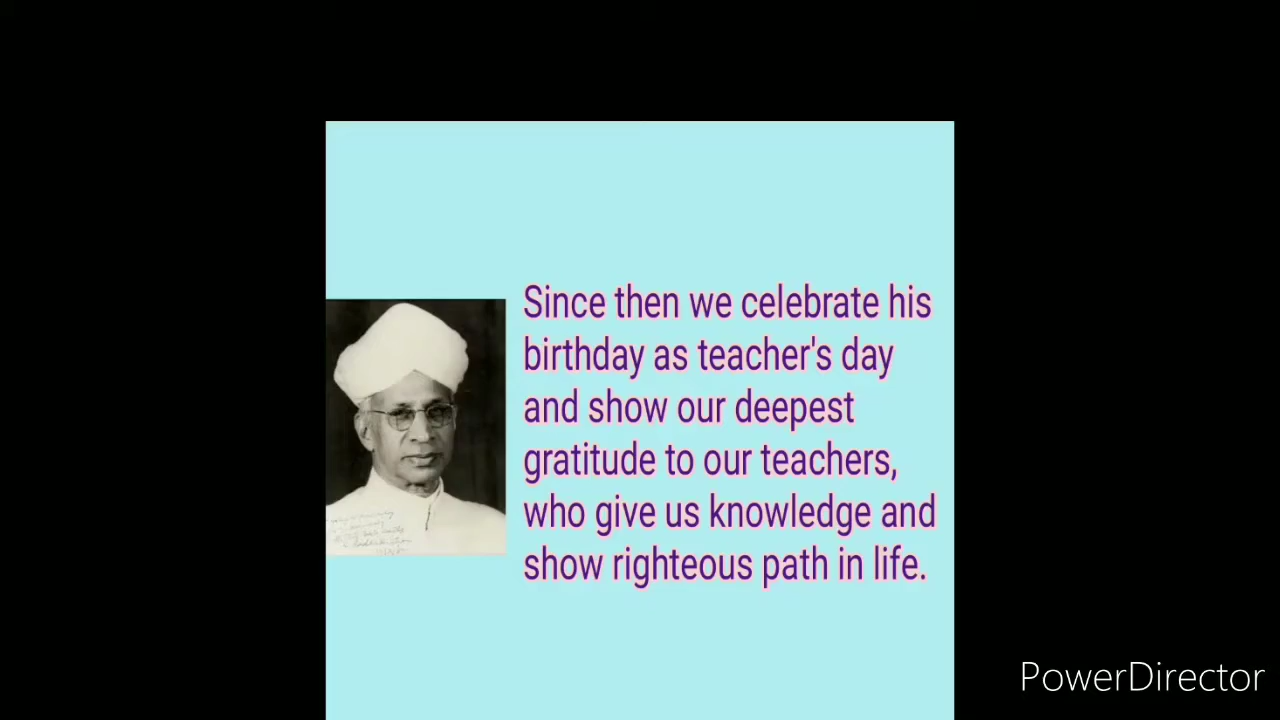 Since then we celebrate his
birthday as teacher's day
and show our deepest
gratitude to our teachers,
who give us knowledge and
show righteous path in life.
PowerDirector